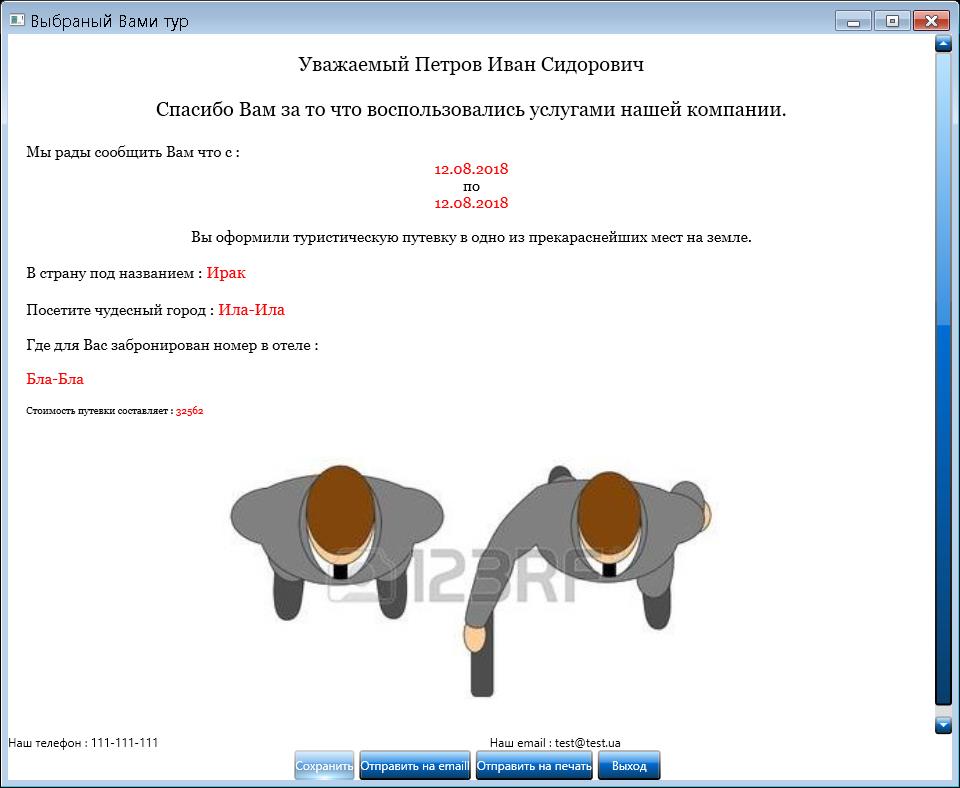 Выбраный Вами тур
Уважаемый Петров Иван Сидорович
Спасибо Вам за то что воспользовались услугами нашей компании.
Мы рады сообщить Вам что с :
12.08.2018
по
12.08.2018
Вы оформили туристическую путевку в одно из прекараснейших мест на земле.
В страну под названием : Ирак
Посетите чудесный город : Ила-Ила
Где для Вас забронирован номер в отеле :
Бла-Бла
Стоимость путевки составляет : 32562
123RF
Наш телефон : 111-111-111 Наш email : test@test.ua
Сохранить Отправить на emaill Отправить на печать Выход